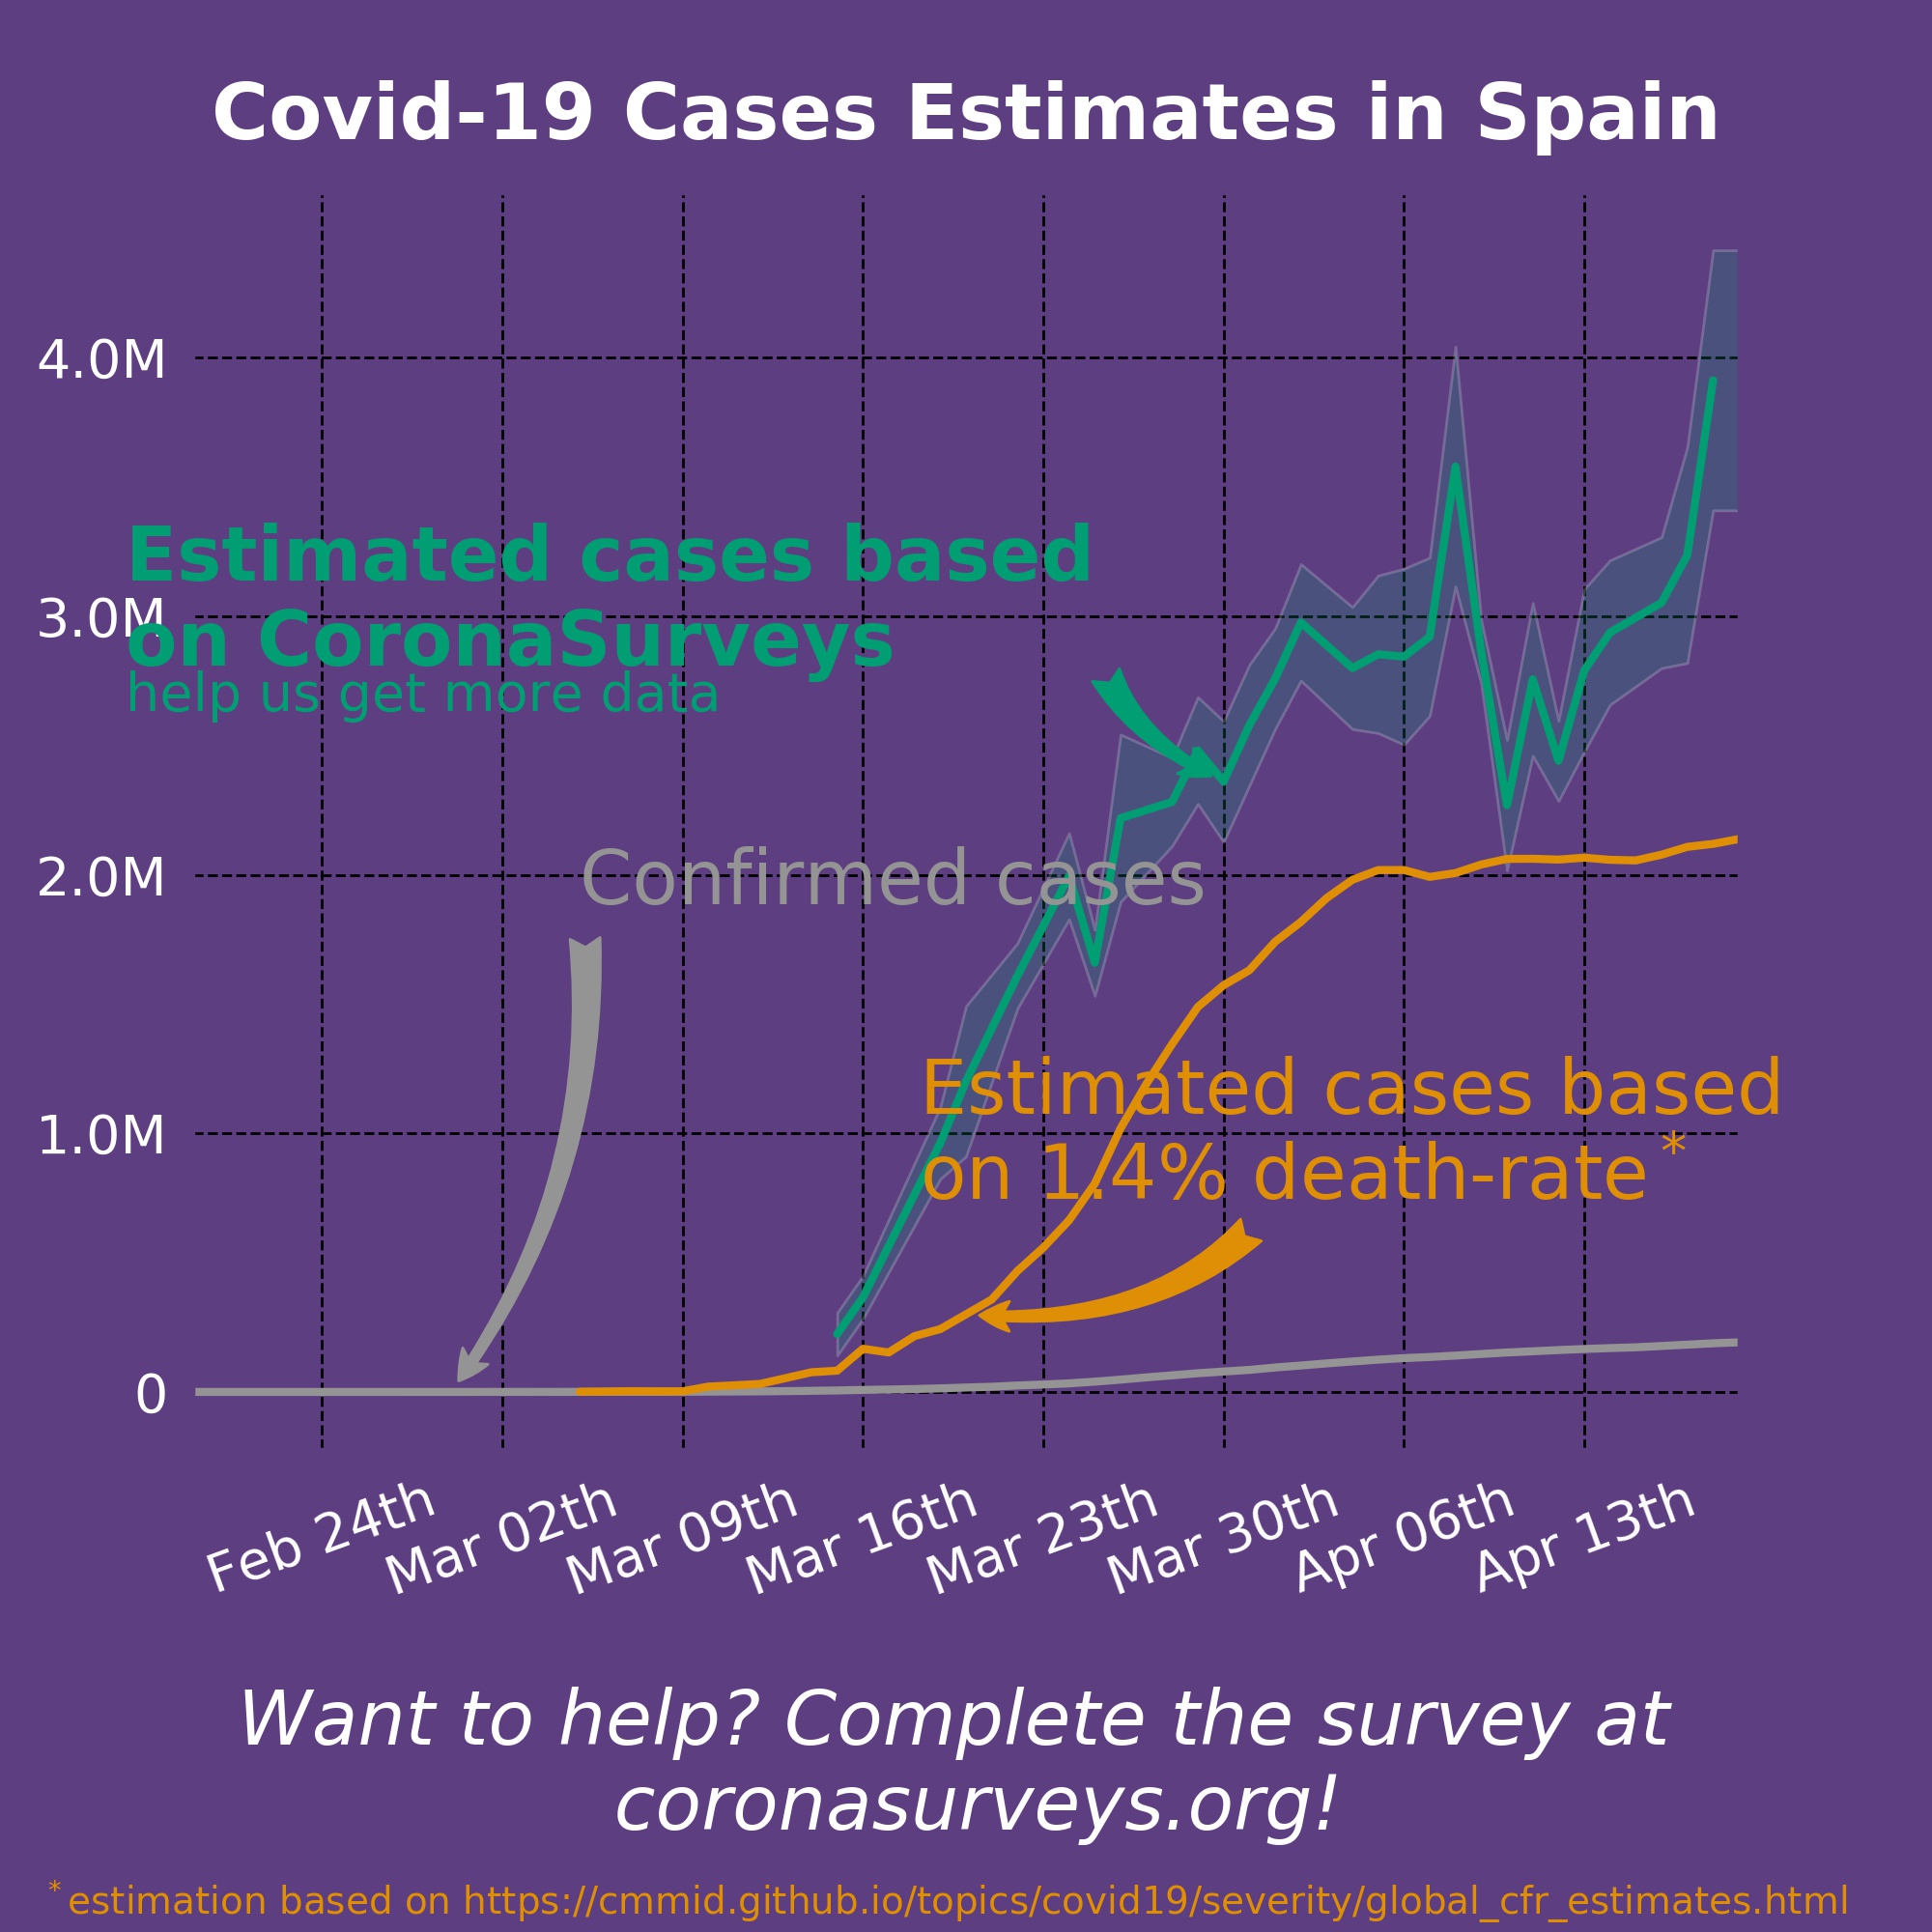 Covid-19 Cases Estimates in Spain
4.0M
Estimated cases based
3.0M
on CoronaSurveys
help us get more data
2.0M
Confirmed cases
Estimated cases based
1.0M
on 1.4% death-rate *
0
Feb 24th
Mar 02th
Mar 09th
Mar 16th
Mar 23th
Mar 30th
Apr 06th
Apr 13th
Want to help? Complete the survey at
coronasurveys.org!
* estimation based on https://cmmid.github.io/topics/covid19/severity/global_cfr_estimates.html